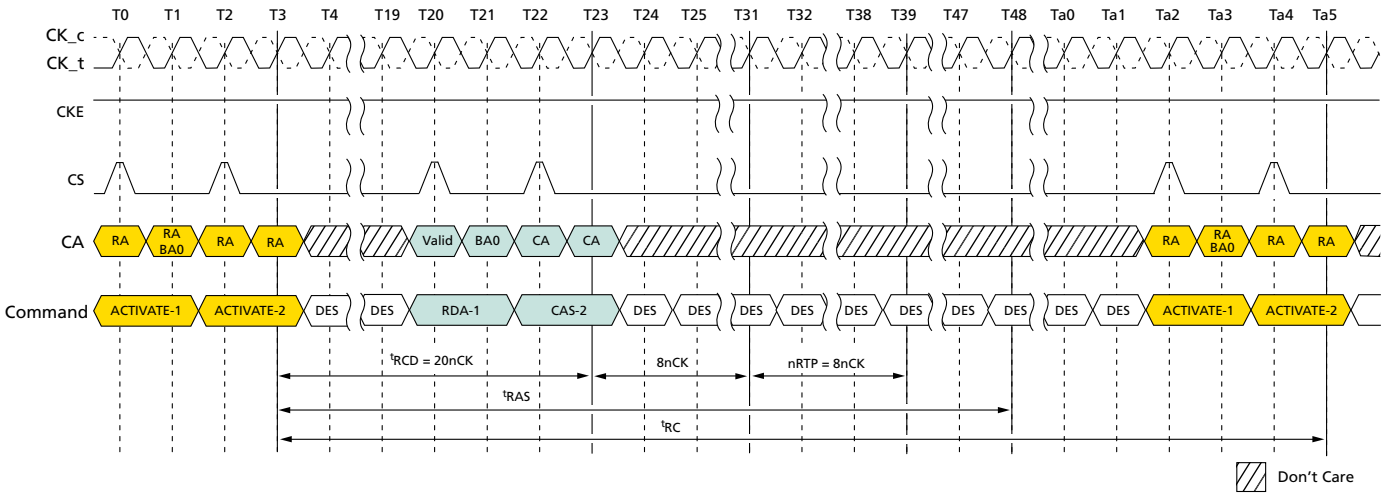 T0 T1 T2 T3 T4 T19 T20 T21 T22 T23 T24 T25 T31 T32 T38 T39 T47 T48 Ta0 Ta1 Ta2 Ta3 Ta4 Ta5
CK_c
CK_t
CKE
CS
CA RA RA BA0 RA RA Valid BA0 CA CA RA RA BA0 RA RA
Command ACTIVATE-1 ACTIVATE-2 DES DES RDA-1 CAS-2 DES DES DES DES DES DES DES DES DES DES ACTIVATE-1 ACTIVATE-2
tRCD = 20nCK 8nCK nRTP = 8nCK
tRAS
tRC
Don't Care